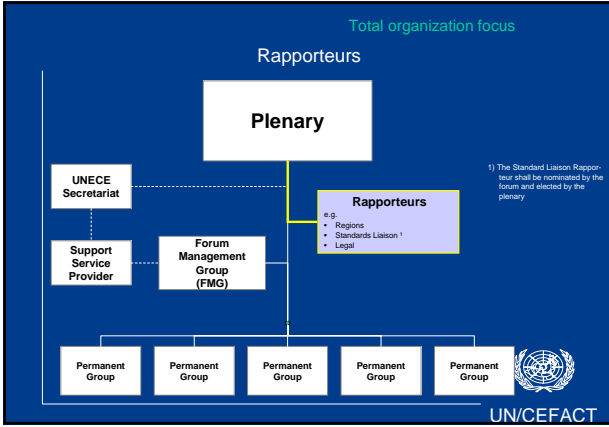 Total organization focus
Rapporteurs
Plenary
UNECE
Secretariat
1) The Standard Liaison Rappor-
teur shall be nominated by the
forum and elected by the
plenary
Rapporteurs
e.g.
• Regions
• Standards Liaison ¹
• Legal
Support
Service
Provider
Forum
Management
Group
(FMG)
Permanent
Group
Permanent
Group
Permanent
Group
Permanent
Group
Permanent
Group
UN/CEFACT